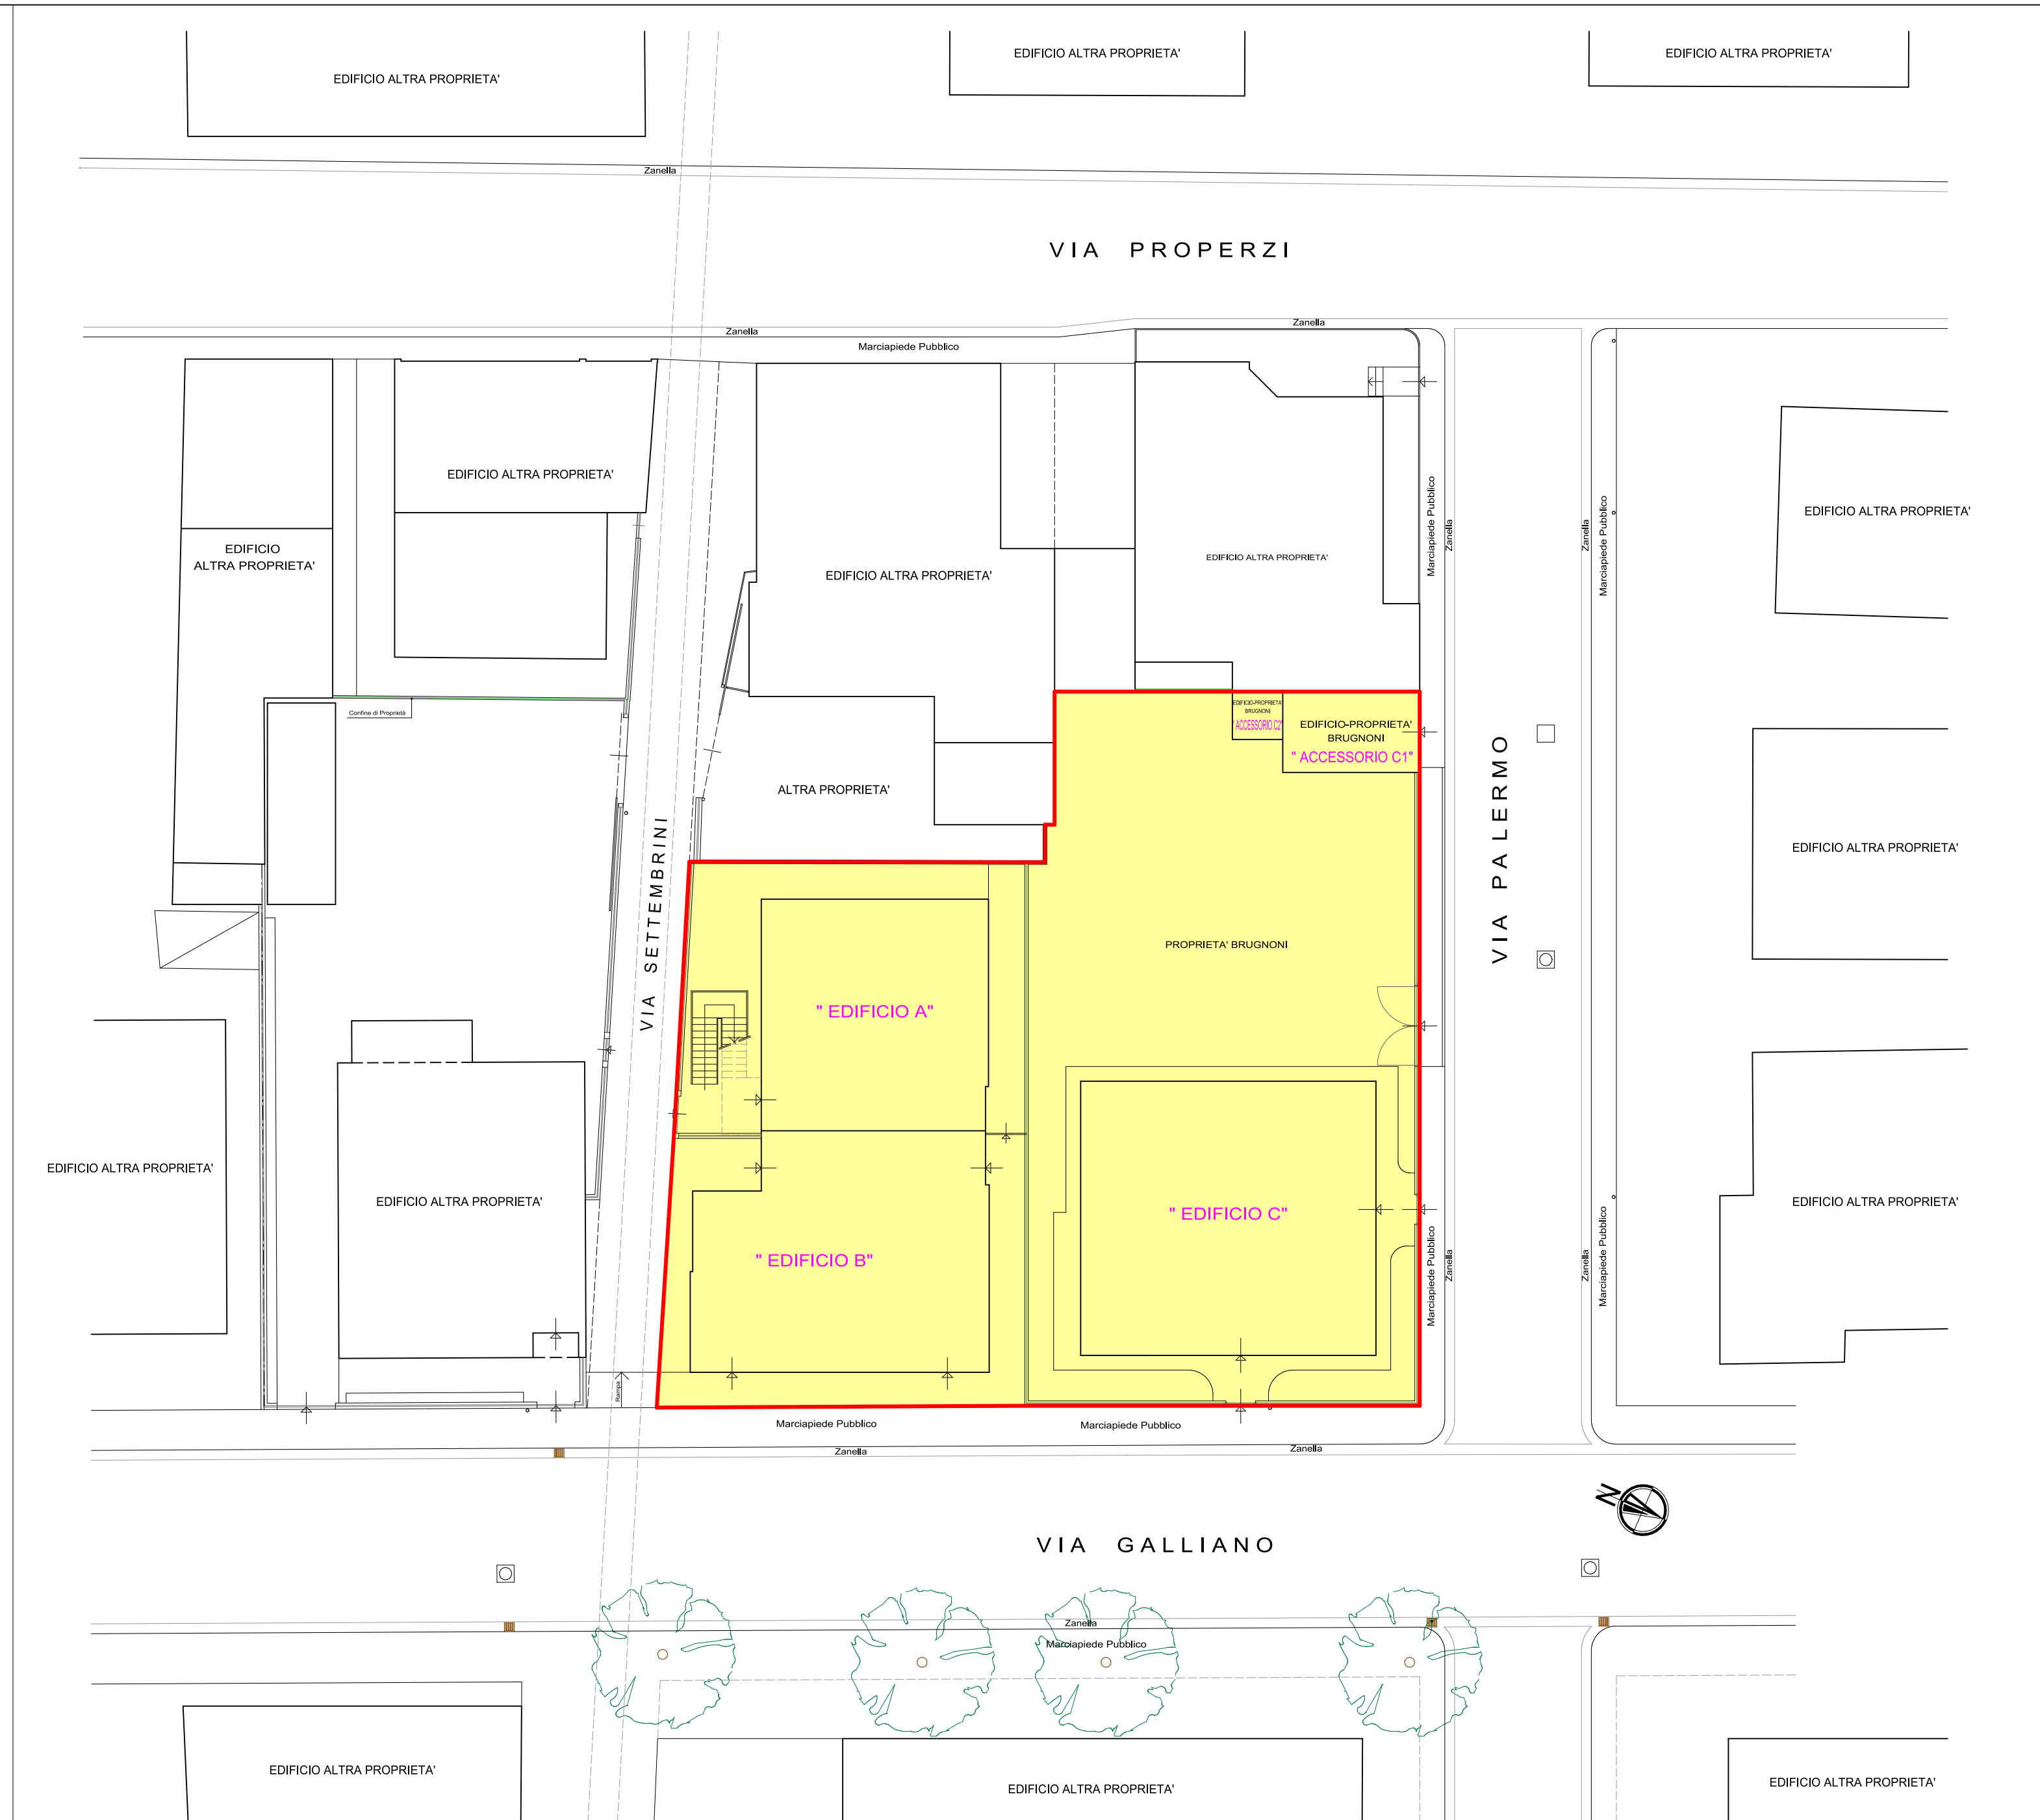 EDIFICIO ALTRA PROPRIETA'
EDIFICIO ALTRA PROPRIETA'
EDIFICIO ALTRA PROPRIETA'
Zanella
VIA PROPERZI
Zanella
Zanella
Marciapiede Pubblico
EDIFICIO ALTRA PROPRIETA'
EDIFICIO
ALTRA PROPRIETA'
EDIFICIO ALTRA PROPRIETA'
EDIFICIO ALTRA PROPRIETA'
Marciapiede Pubblico
Zanella
Zanella
Marciapiede Pubblico
EDIFICIO ALTRA PROPRIETA'
Confine di Proprietà
EDIFICIO-PROPRIETA'
BRUGNONI
" ACCESSORIO C2"
EDIFICIO-PROPRIETA'
BRUGNONI
" ACCESSORIO C1"
ALTRA PROPRIETA'
VIA SETTEMBRINI
VIA PALERMO
EDIFICIO ALTRA PROPRIETA'
PROPRIETA' BRUGNONI
" EDIFICIO A"
EDIFICIO ALTRA PROPRIETA'
EDIFICIO ALTRA PROPRIETA'
" EDIFICIO B"
" EDIFICIO C"
Marciapiede Pubblico
Zanella
Zanella
Marciapiede Pubblico
EDIFICIO ALTRA PROPRIETA'
Rampa
Marciapiede Pubblico
Marciapiede Pubblico
Zanella
Zanella
N
VIA GALLIANO
Zanella
Marciapiede Pubblico
EDIFICIO ALTRA PROPRIETA'
EDIFICIO ALTRA PROPRIETA'
EDIFICIO ALTRA PROPRIETA'